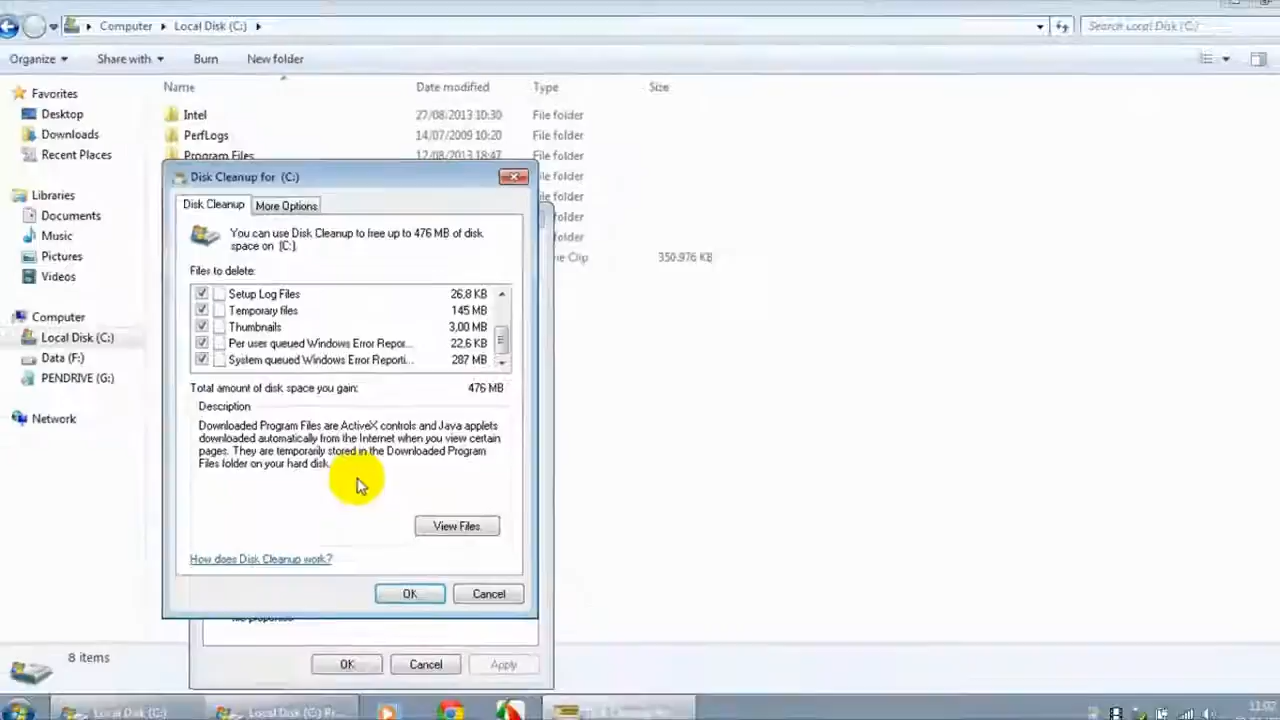 Computer ▸ Local Disk (C:) ▸
Search Local Disk (C:)
Organize Share with Burn New folder
Name Date modified Type Size
Favorites
Desktop
Downloads
Recent Places
Libraries
Documents
Music
Pictures
Videos
Computer
Local Disk (C:)
Data (F:)
PENDRIVE (G:)
Network
Intel 27/08/2013 10:30 File folder
PerfLogs 14/07/2009 10:20 File folder
Program Files 12/08/2013 18:47 File folder
file folder
file folder
folder
folder
Clip 350.976 KB
Disk Cleanup for (C:)
Disk Cleanup More Options
You can use Disk Cleanup to free up to 476 MB of disk
space on (C:).
Files to delete:
Setup Log Files 26,8 KB
Temporary files 145 MB
Thumbnails 3,00 MB
Per user queued Windows Error Repor... 22,6 KB
System queued Windows Error Reporti... 287 MB
Total amount of disk space you gain: 476 MB
Description
Downloaded Program Files are ActiveX controls and Java applets
downloaded automatically from the Internet when you view certain
pages. They are temporarily stored in the Downloaded Program
Files folder on your hard disk.
View Files
How does Disk Cleanup work?
OK Cancel
OK Cancel Apply
8 items
Local Disk (C:) Local Disk (C:) Pr...
11:02